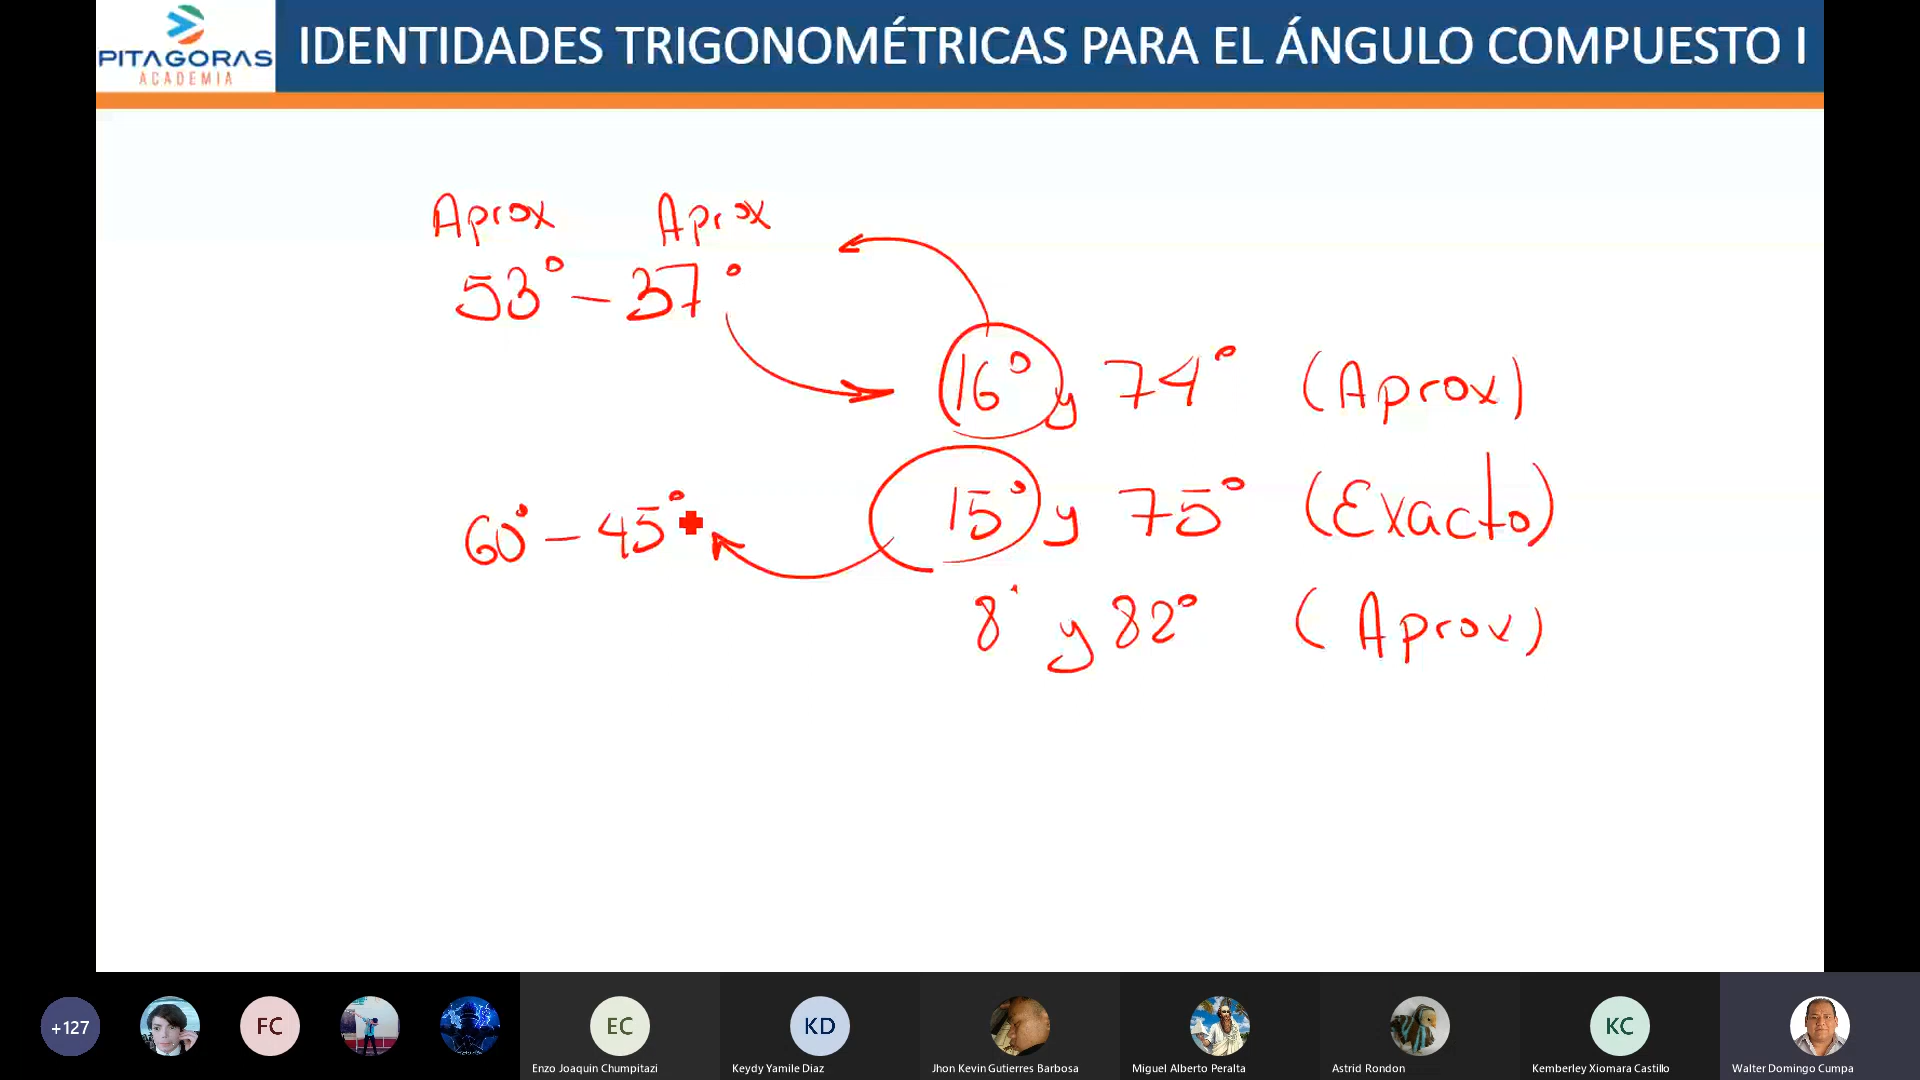 PITAGORAS
ACADEMIA
IDENTIDADES TRIGONOMÉTRICAS PARA EL ÁNGULO COMPUESTO I
Aprox Aprox
53° - 37°
16° y 74° (Aprox)
60° - 45° 15° y 75° (Exacto)
8° y 82° (Aprox)
+127
FC
EC
KD
KC
Enzo Joaquin Chumpitazi
Keydy Yamile Diaz
Jhon Kevin Gutierres Barbosa
Miguel Alberto Peralta
Astrid Rondon
Kemberley Xiomara Castillo
Walter Domingo Cumpa